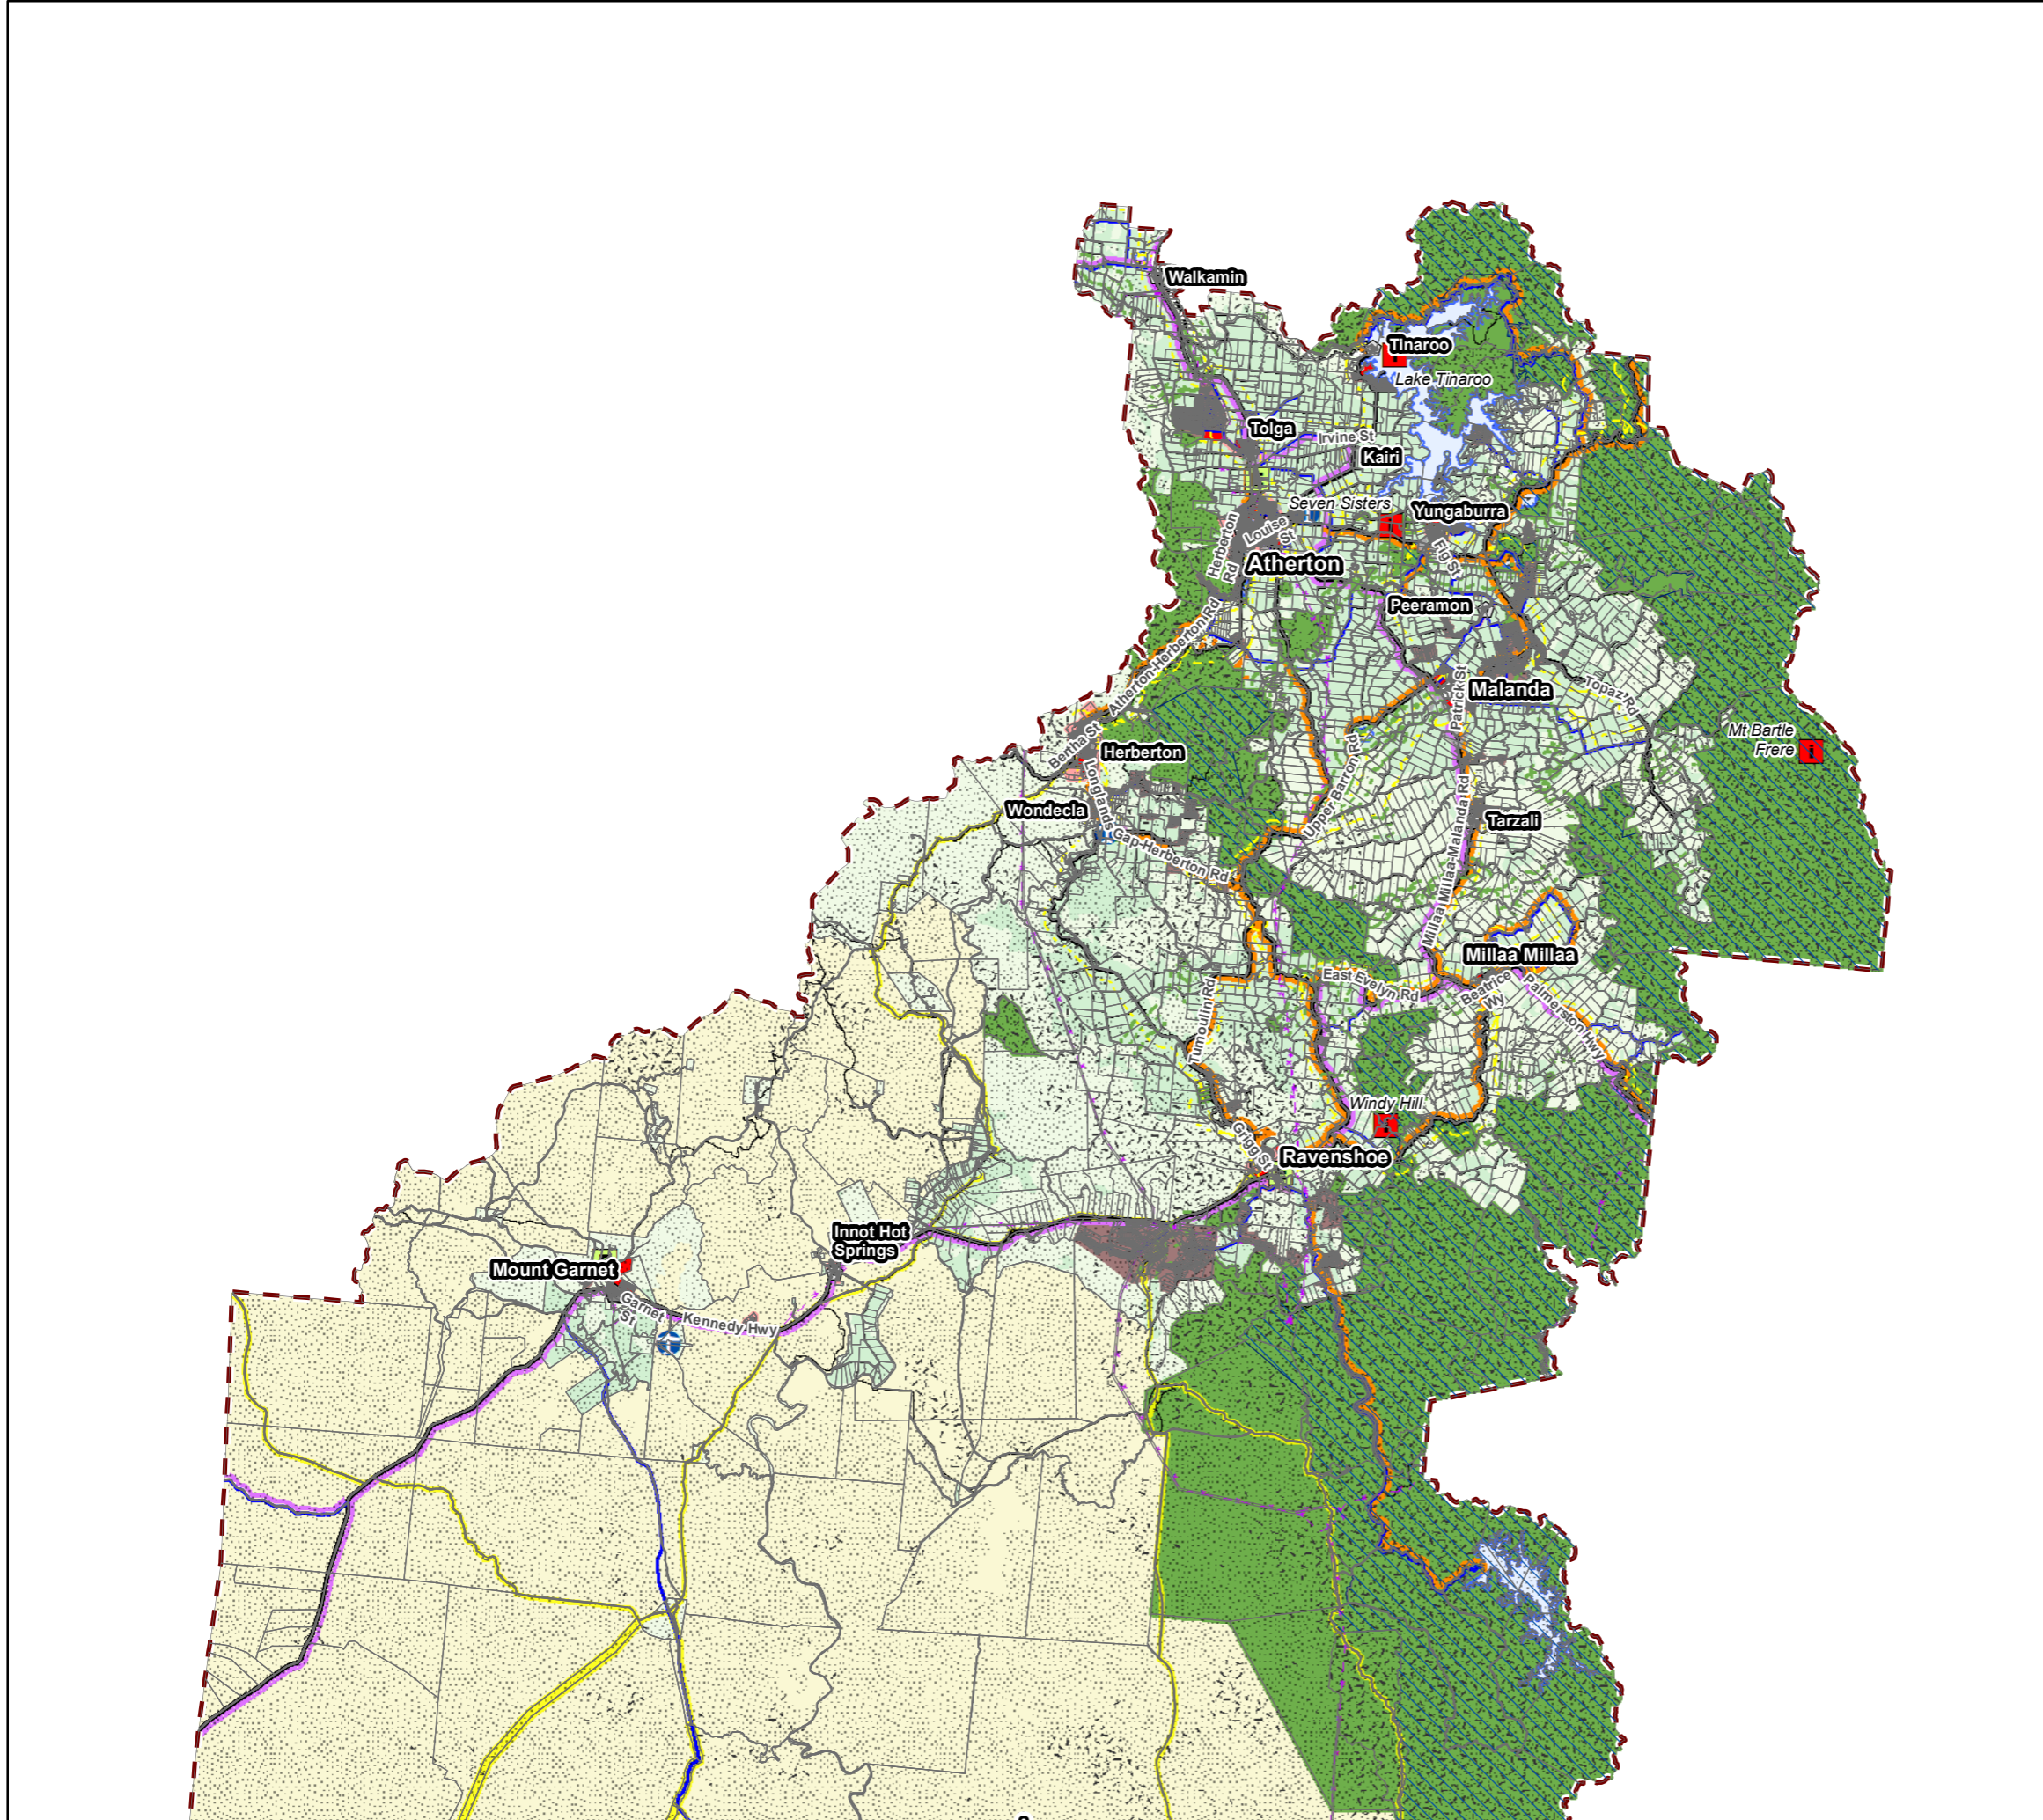 Walkamin
Tinaroo
Lake Tinaroo
Tolga
Irvine St
Kairi
Seven Sisters
Yungaburra
Herberton
Rd
Louise
St
Fig St
Atherton
Peeramon
Atherton-Herberton Rd
Patrick St
Malanda
Topaz Rd
Mt Bartle
Frere
Bertha St
Herberton
Longlands
Gap-Herberton Rd
Wondecla
Upper Barron Rd
Millaa Millaa-Malanda Rd
Tarzali
Millaa Millaa
East Evelyn Rd
Beatrice
Wy
Palmerston Hwy
Tumoulin Rd
Windy Hill
Grigg St
Ravenshoe
Innot Hot
Springs
Mount Garnet
Garnet
St
Kennedy Hwy